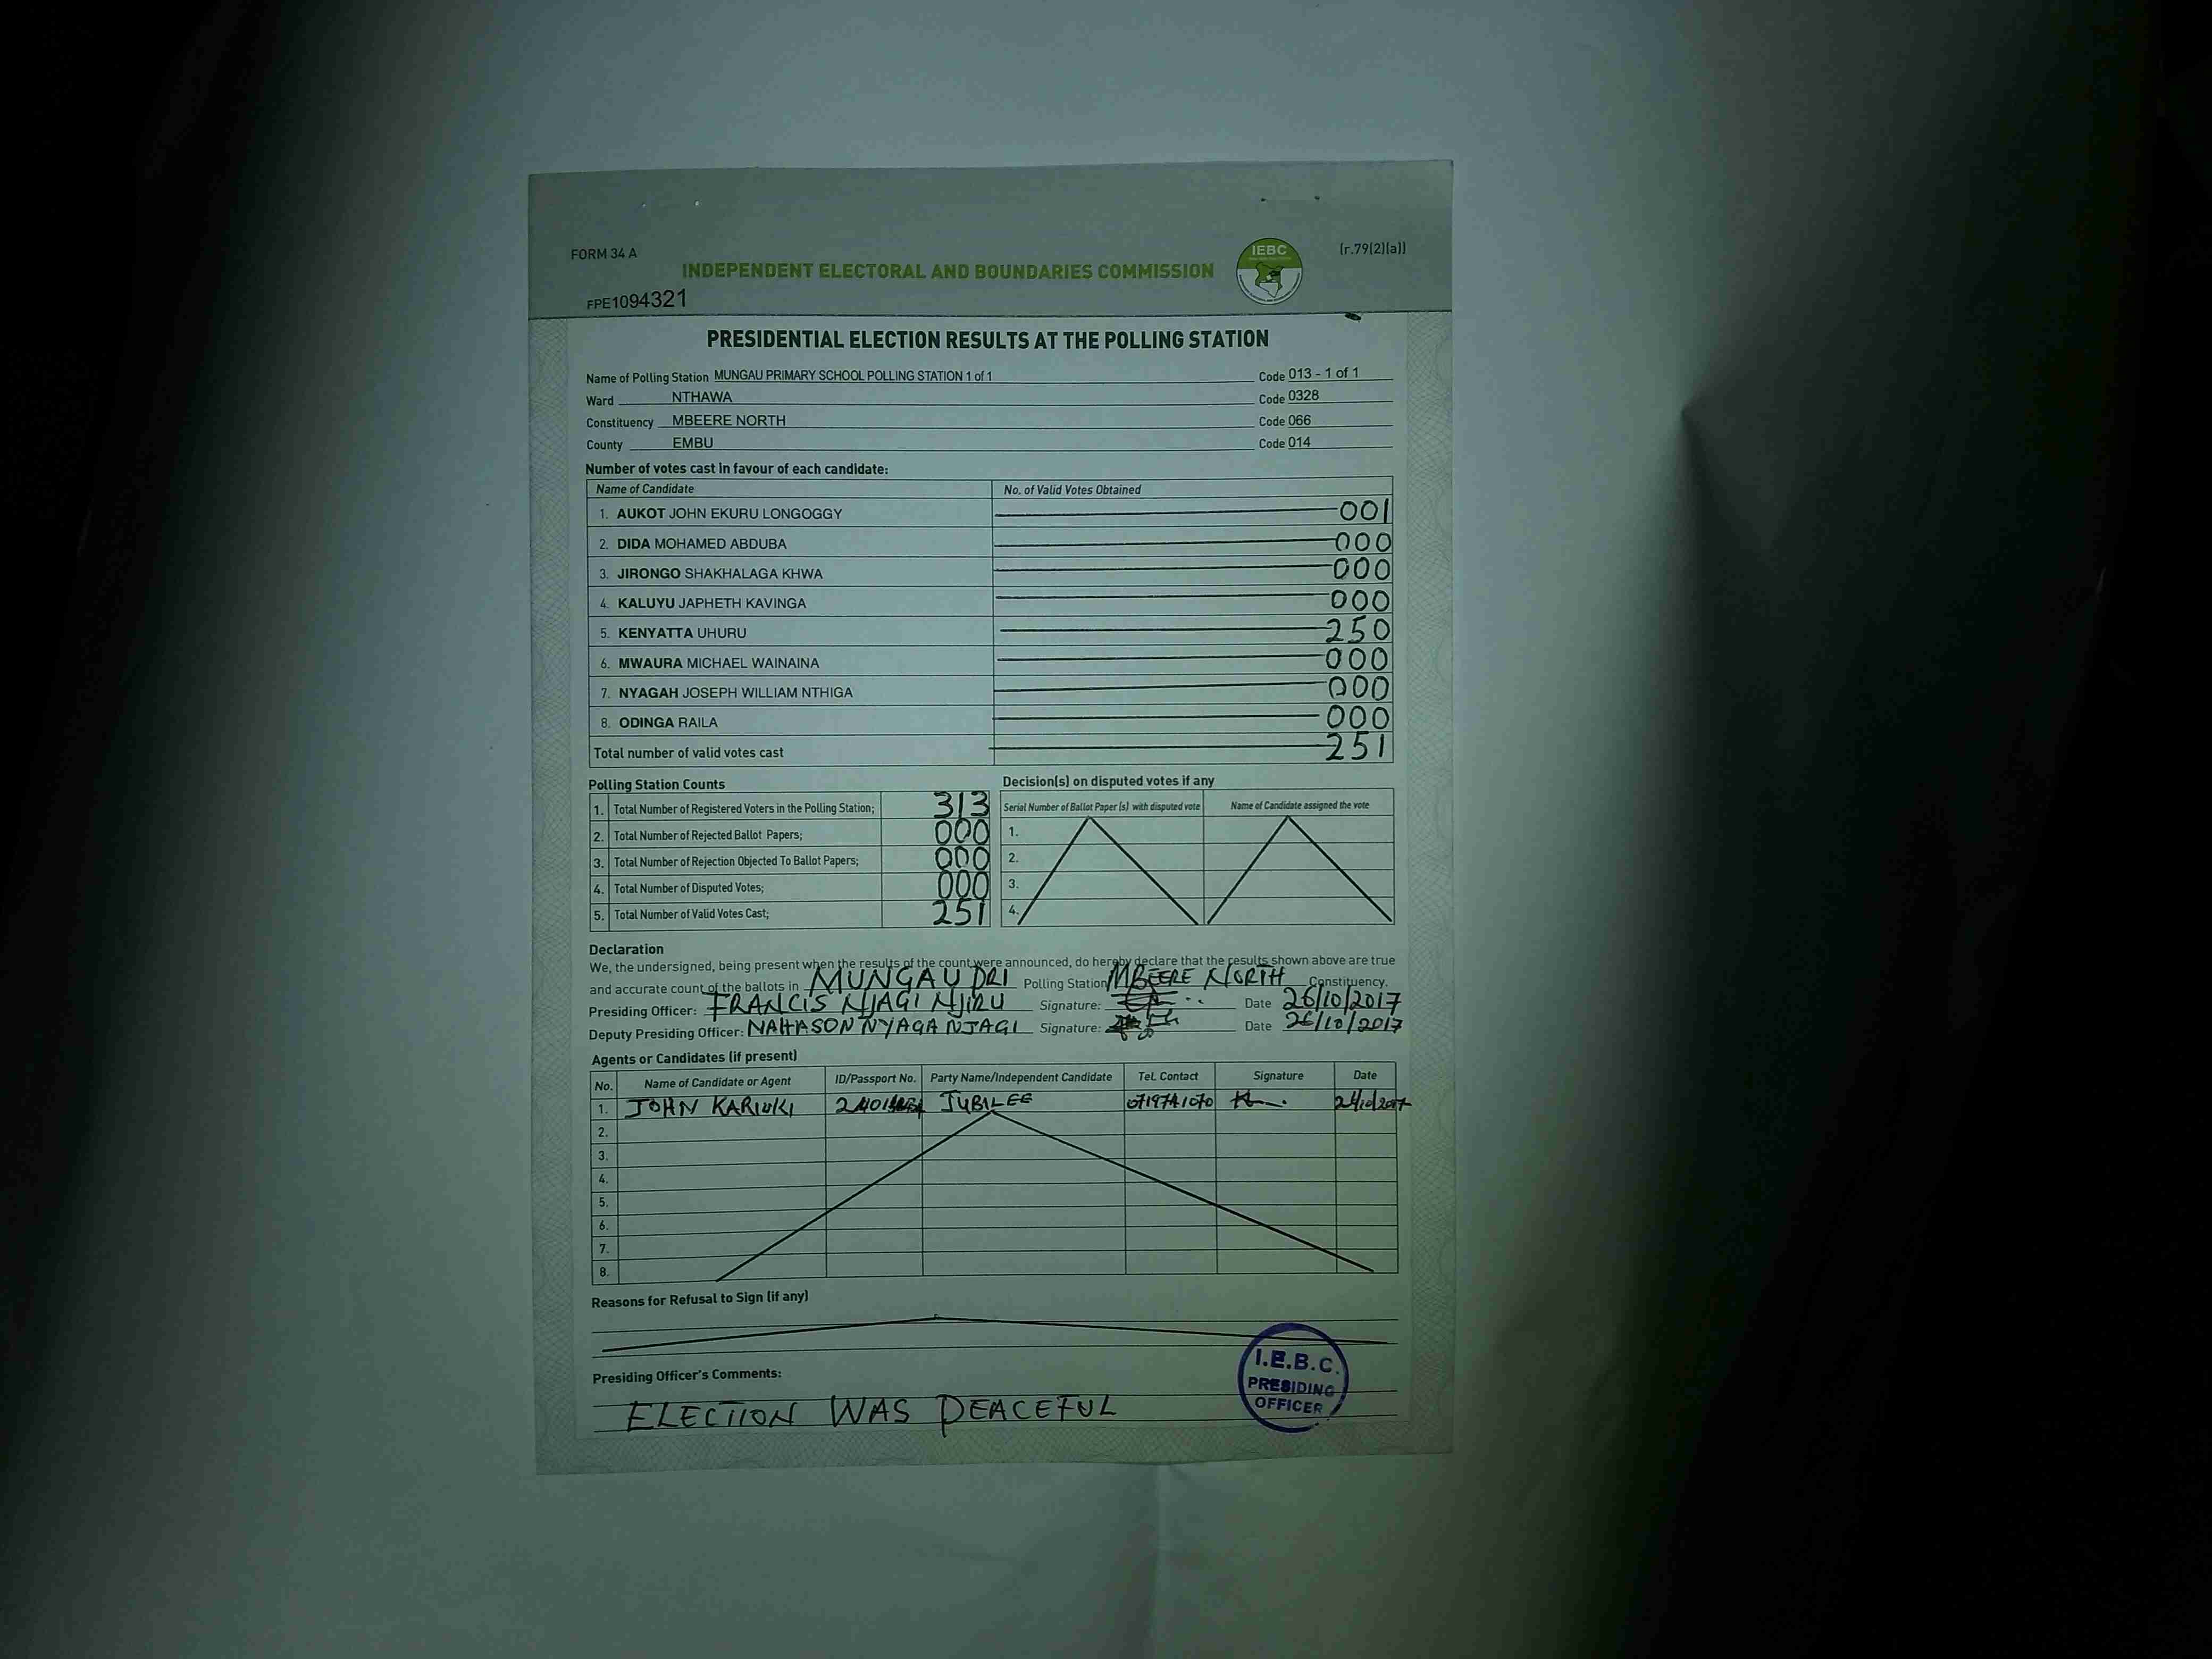 FORM 34 A
INDEPENDENT ELECTORAL AND BOUNDARIES COMMISSION
IEBC
(r.79(2)(a))
FPE1094321
PRESIDENTIAL ELECTION RESULTS AT THE POLLING STATION
Name of Polling Station MUNGAU PRIMARY SCHOOL POLLING STATION 1 of 1 Code 013 - 1 of 1
Ward NTHAWA Code 0328
Constituency MBEERE NORTH Code 066
County EMBU Code 014
Number of votes cast in favour of each candidate:
Name of Candidate No. of Valid Votes Obtained
1. AUKOT JOHN EKURU LONGOGGY 001
2. DIDA MOHAMED ABDUBA 000
3. JIRONGO SHAKHALAGA KHWA 000
4. KALUYU JAPHETH KAVINGA 000
5. KENYATTA UHURU 250
6. MWAURA MICHAEL WAINAINA 000
7. NYAGAH JOSEPH WILLIAM NTHIGA 000
8. ODINGA RAILA 000
Total number of valid votes cast 251
Polling Station Counts
1. Total Number of Registered Voters in the Polling Station; 313
2. Total Number of Rejected Ballot Papers; 000
3. Total Number of Rejection Objected To Ballot Papers; 000
4. Total Number of Disputed Votes; 000
5. Total Number of Valid Votes Cast; 251
Decision(s) on disputed votes if any
Serial Number of Ballot Paper (s) with disputed vote Name of Candidate assigned the vote
1.
2.
3.
4.
Declaration
We, the undersigned, being present when the results of the count were announced, do hereby declare that the results shown above are true
and accurate count of the ballots in MUNGAU PRI Polling Station MBEERE NORTH Constituency.
Presiding Officer: FRANCIS NJAGI NJIRU Signature: Date 26/10/2017
Deputy Presiding Officer: NAHASON NYAGA NJAGI Signature: Date 26/10/2017
Agents or Candidates (if present)
No. Name of Candidate or Agent ID/Passport No. Party Name/Independent Candidate Tel. Contact Signature Date
1. JOHN KARIUKI JUBILEE 0719741070
2.
3.
4.
5.
6.
7.
8.
Reasons for Refusal to Sign (if any)
Presiding Officer's Comments:
ELECTION WAS PEACEFUL
I.E.B.C.
PRESIDING
OFFICER